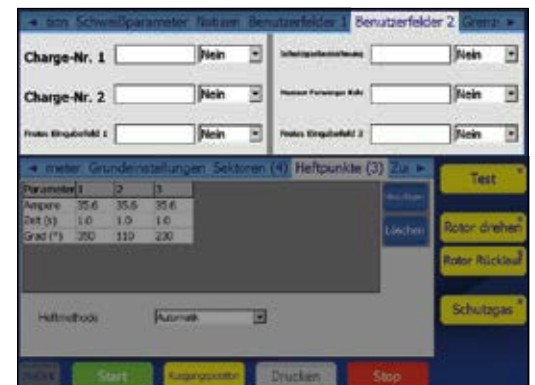 ◄ tion Schweißparameter Notizen Benutzerfelder 1 Benutzerfelder 2 Grenz ►
Charge-Nr. 1 Nein
Nein
Charge-Nr. 2 Nein
Nein
Freies Eingabefeld 1 Nein
Freies Eingabefeld 2 Nein
◄ meter Grundeinstellungen Sektoren (4) Heftpunkte (3) Zus ►
Parameter 1 2 3
Ampere 35.6 35.6 35.6
Zeit (s) 1.0 1.0 1.0
Grad (°) 350 110 230
Löschen
Heftmethode Automatik
Test
Rotor drehen
Rotor Rücklauf
Schutzgas
Start Ausgangsposition Drucken Stop